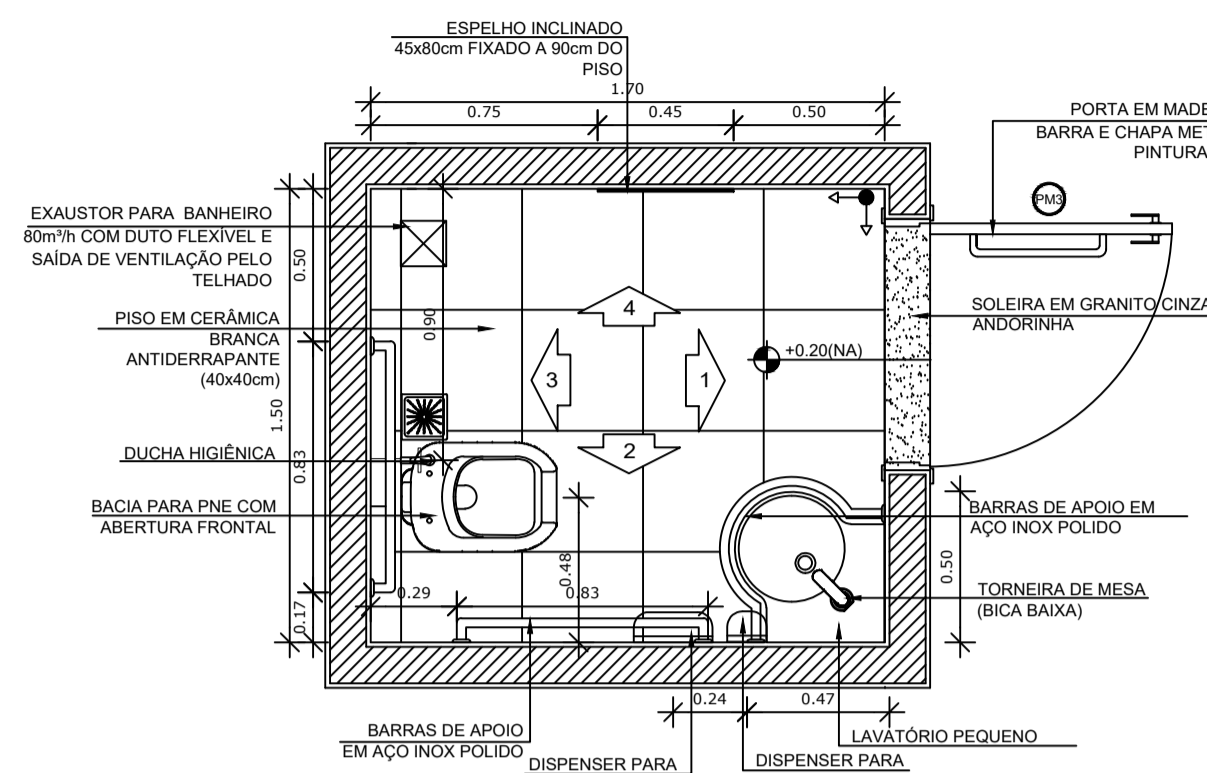 ESPELHO INCLINADO
45x80cm FIXADO A 90cm DO
PISO
1.70
0.75
0.45
0.50
PORTA EM MADE
BARRA E CHAPA MET
PINTURA
PM3
EXAUSTOR PARA BANHEIRO
80m³/h COM DUTO FLEXÍVEL E
SAÍDA DE VENTILAÇÃO PELO
TELHADO
0.50
PISO EM CERÂMICA
BRANCA
ANTIDERRAPANTE
(40x40cm)
0.90
4
3
1
2
+0.20(NA)
SOLEIRA EM GRANITO CINZA
ANDORINHA
1.50
0.83
DUCHA HIGIÊNICA
BACIA PARA PNE COM
ABERTURA FRONTAL
BARRAS DE APOIO EM
AÇO INOX POLIDO
0.50
0.48
0.29
0.83
0.17
TORNEIRA DE MESA
(BICA BAIXA)
0.24
0.47
BARRAS DE APOIO
EM AÇO INOX POLIDO
LAVATÓRIO PEQUENO
DISPENSER PARA
DISPENSER PARA